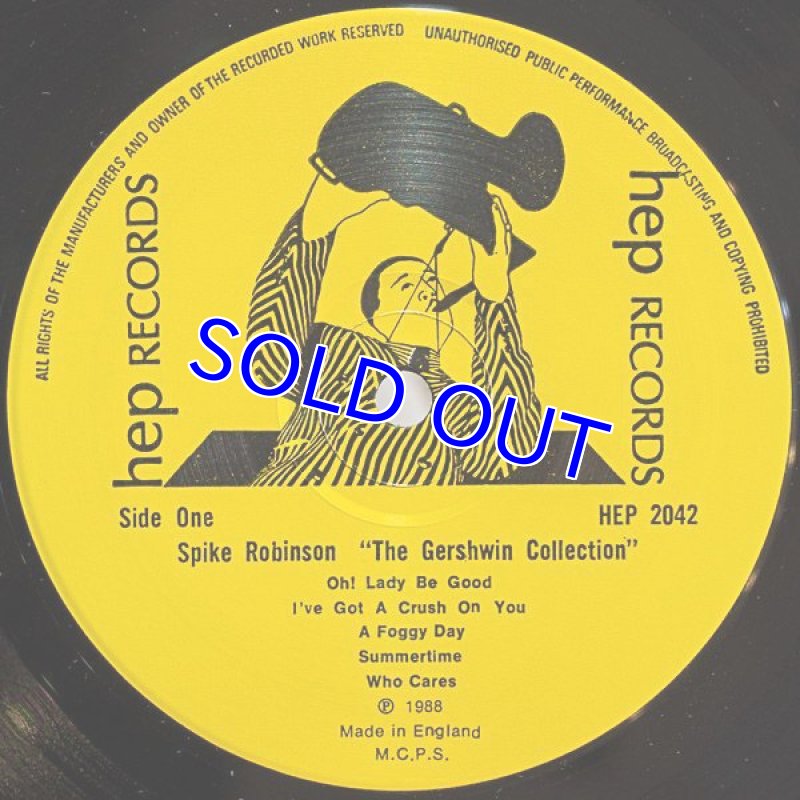 ALL RIGHTS OF THE MANUFACTURERS AND OWNER OF THE RECORDED WORK RESERVED UNAUTHORISED PUBLIC PERFORMANCE BROADCASTING AND COPYING PROHIBITED
hep RECORDS
hep RECORDS
SOLD OUT
Side One HEP 2042
Spike Robinson “The Gershwin Collection”
Oh! Lady Be Good
I've Got A Crush On You
A Foggy Day
Summertime
Who Cares
℗ 1988
Made in England
M.C.P.S.